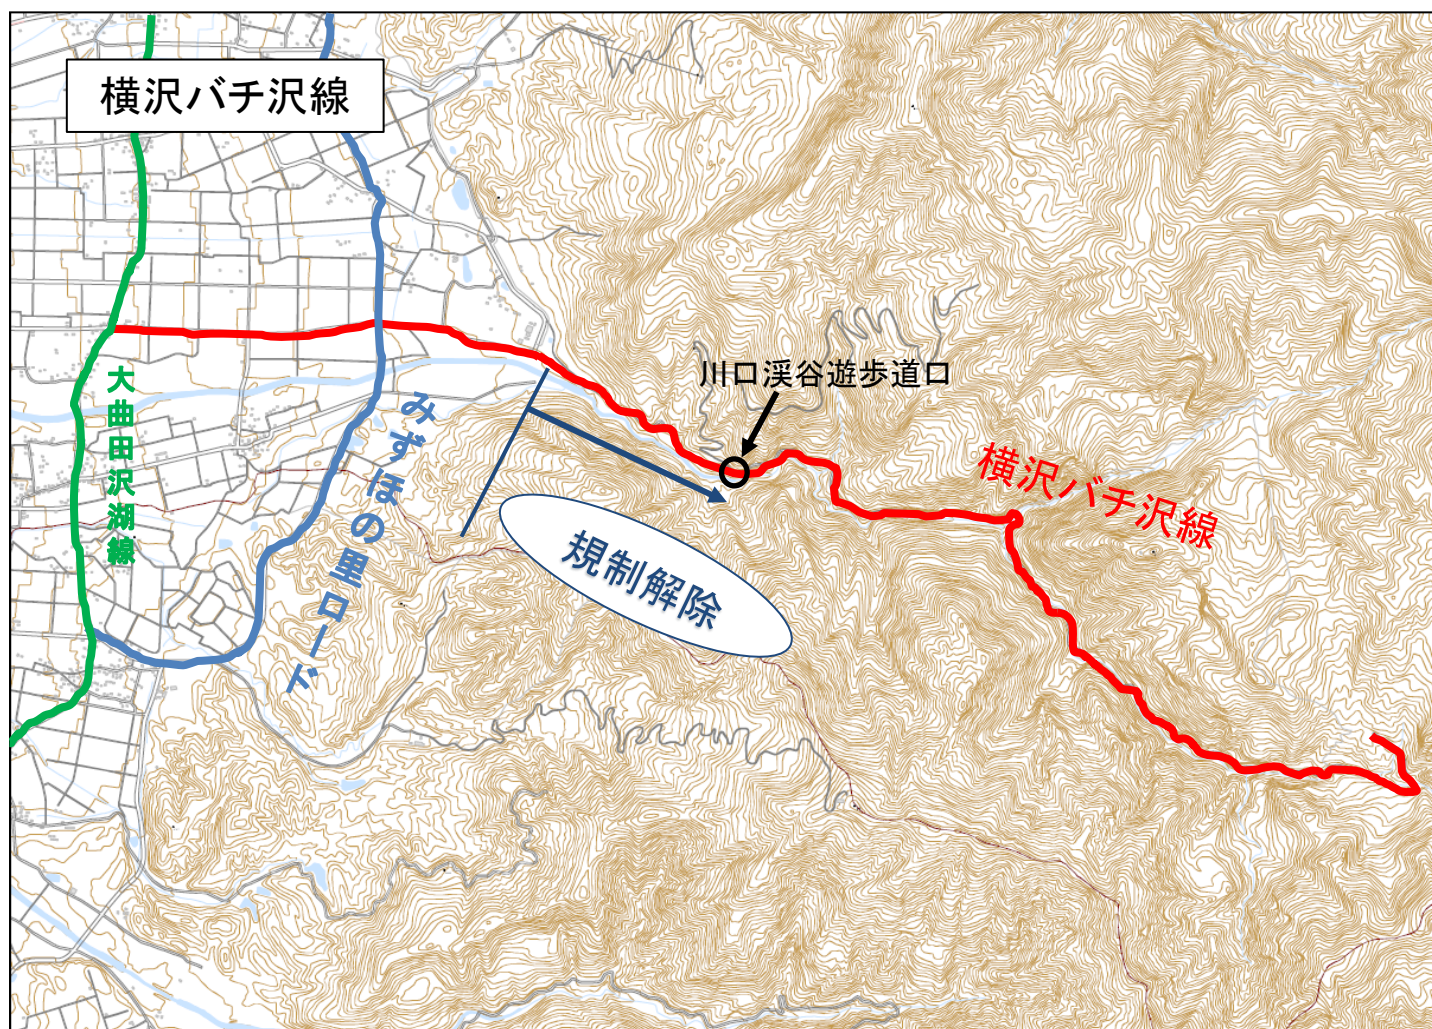 横沢バチ沢線
川口渓谷遊歩道口
大曲田沢湖線
みずほの里ロード
横沢バチ沢線
規制解除